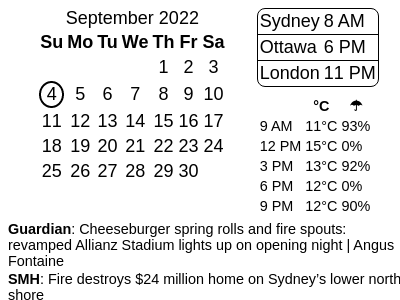 September 2022
Su Mo Tu We Th Fr Sa
1 2 3
4 5 6 7 8 9 10
11 12 13 14 15 16 17
18 19 20 21 22 23 24
25 26 27 28 29 30
Sydney 8 AM
Ottawa 6 PM
London 11 PM
°C ☂
9 AM 11°C 93%
12 PM 15°C 0%
3 PM 13°C 92%
6 PM 12°C 0%
9 PM 12°C 90%
Guardian: Cheeseburger spring rolls and fire spouts:
revamped Allianz Stadium lights up on opening night | Angus
Fontaine
SMH: Fire destroys $24 million home on Sydney’s lower north
shore